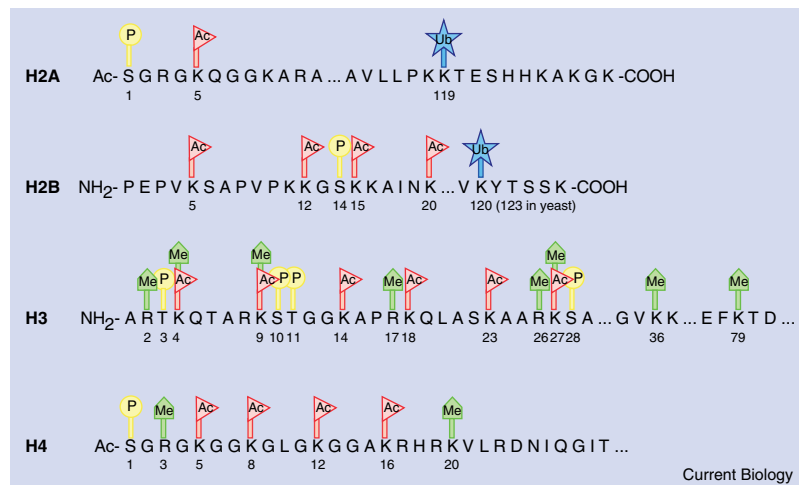 P Ac Ub
H2A Ac- S G R G K Q G G K A R A ... A V L L P K K T E S H H K A K G K -COOH
1 5 119
Ac Ac P Ac Ac Ub
H2B NH2- P E P V K S A P V P K K G S K K A I N K ... V K Y T S S K -COOH
5 12 14 15 20 120 (123 in yeast)
Me Me Me
Me P Ac Ac P P Ac Me Ac Ac Me Ac P Me Me
H3 NH2- A R T K Q T A R K S T G G K A P R K Q L A S K A A R K S A ... G V K K ... E F K T D ...
2 3 4 9 10 11 14 17 18 23 26 27 28 36 79
P Me Ac Ac Ac Ac Me
H4 Ac- S G R G K G G K G L G K G G A K R H R K V L R D N I Q G I T ...
1 3 5 8 12 16 20
Current Biology